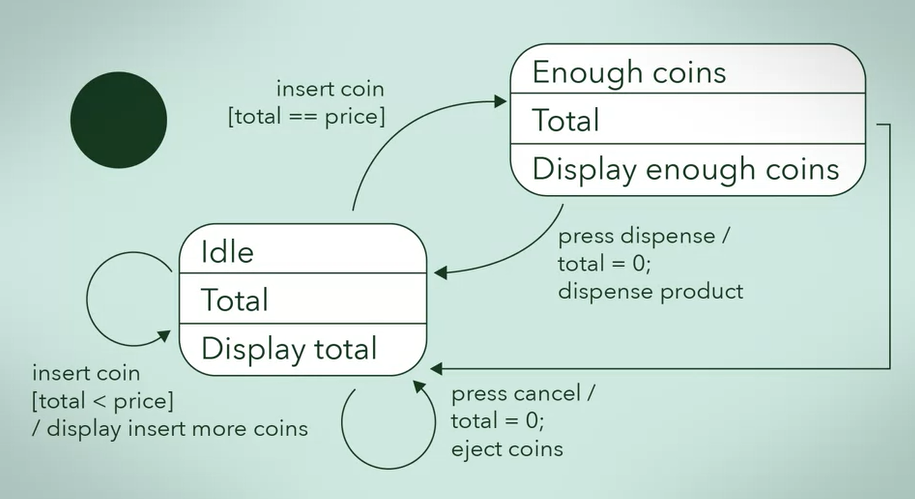 insert coin
[total == price]
Enough coins
Total
Display enough coins
Idle
Total
Display total
press dispense /
total = 0;
dispense product
insert coin
[total < price]
/ display insert more coins
press cancel /
total = 0;
eject coins